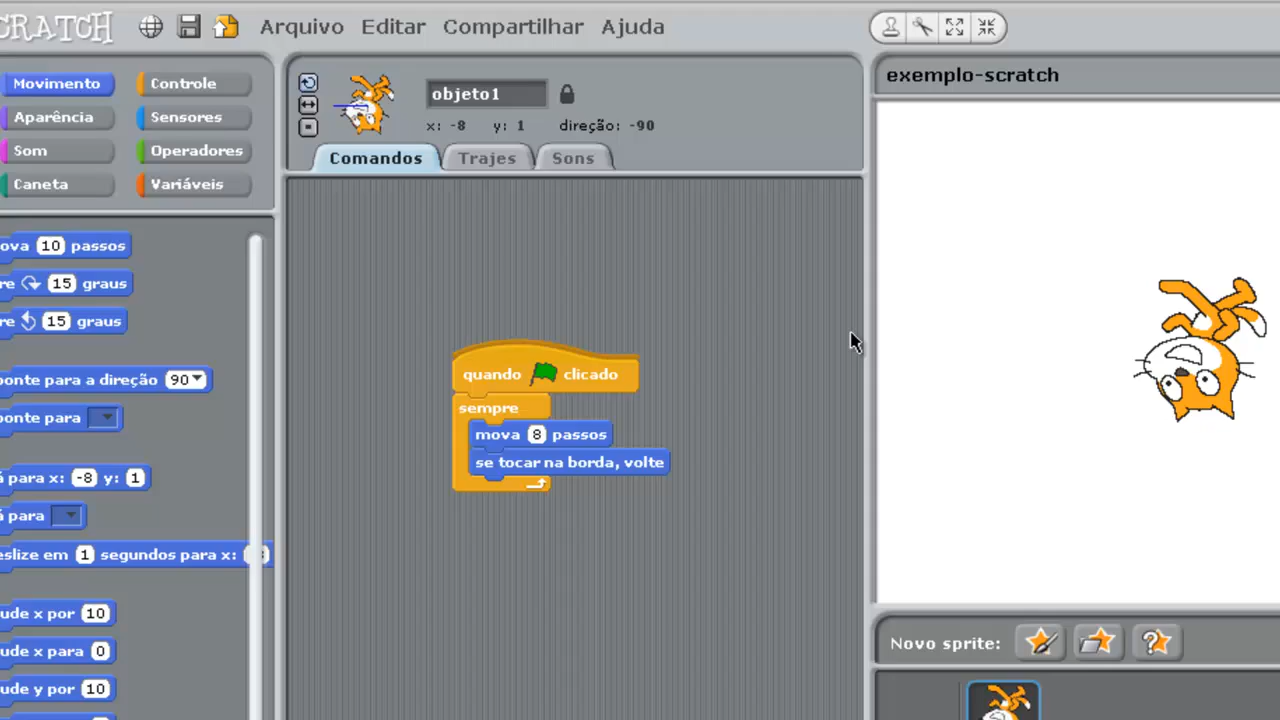 CRATCH Arquivo Editar Compartilhar Ajuda
Movimento Controle
Aparência Sensores
Som Operadores
Caneta Variáveis
objeto1
x: -8 y: 1 direção: -90
Comandos Trajes Sons
exemplo-scratch
ova 10 passos
re 15 graus
re 15 graus
ponte para a direção 90
ponte para
á para x: -8 y: 1
á para
eslize em 1 segundos para x:
ude x por 10
ude x para 0
ude y por 10
quando clicado
sempre
mova 8 passos
se tocar na borda, volte
Novo sprite: